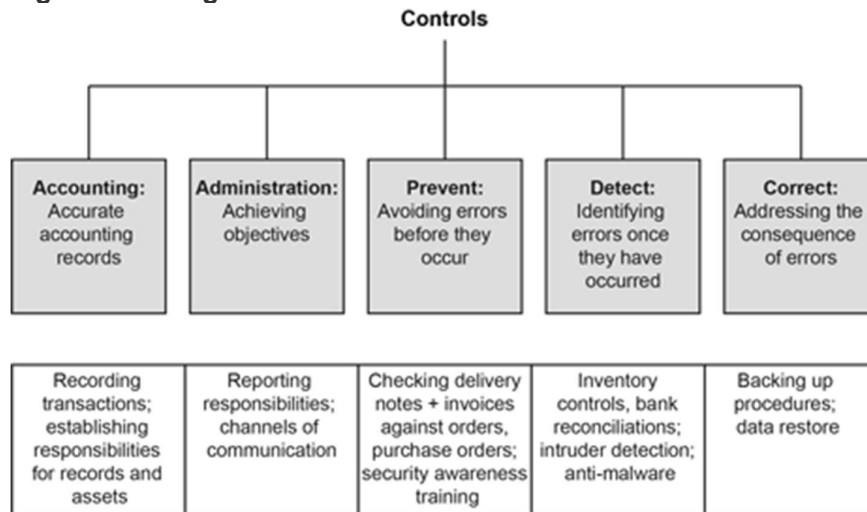 Controls
Accounting:
Accurate
accounting
records
Administration:
Achieving
objectives
Prevent:
Avoiding errors
before they
occur
Detect:
Identifying
errors once
they have
occurred
Correct:
Addressing the
consequence
of errors
Recording
transactions;
establishing
responsibilities
for records and
assets
Reporting
responsibilities;
channels of
communication
Checking delivery
notes + invoices
against orders,
purchase orders;
security awareness
training
Inventory
controls, bank
reconciliations;
intruder detection;
anti-malware
Backing up
procedures;
data restore